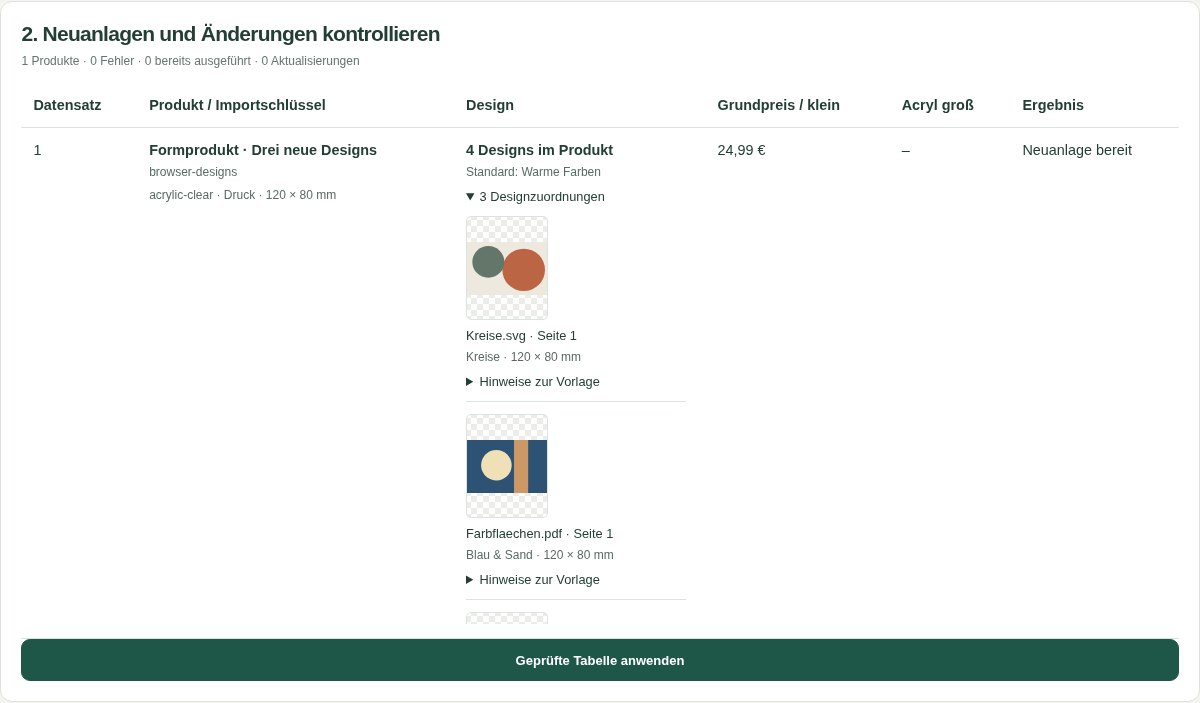 2. Neuanlagen und Änderungen kontrollieren
1 Produkte · 0 Fehler · 0 bereits ausgeführt · 0 Aktualisierungen
Datensatz Produkt / Importschlüssel Design Grundpreis / klein Acryl groß Ergebnis
1 Formprodukt · Drei neue Designs 4 Designs im Produkt 24,99 € – Neuanlage bereit
browser-designs Standard: Warme Farben
acrylic-clear · Druck · 120 × 80 mm 3 Designzuordnungen
Kreise.svg · Seite 1
Kreise · 120 × 80 mm
Hinweise zur Vorlage
Farbflaechen.pdf · Seite 1
Blau & Sand · 120 × 80 mm
Hinweise zur Vorlage
Geprüfte Tabelle anwenden